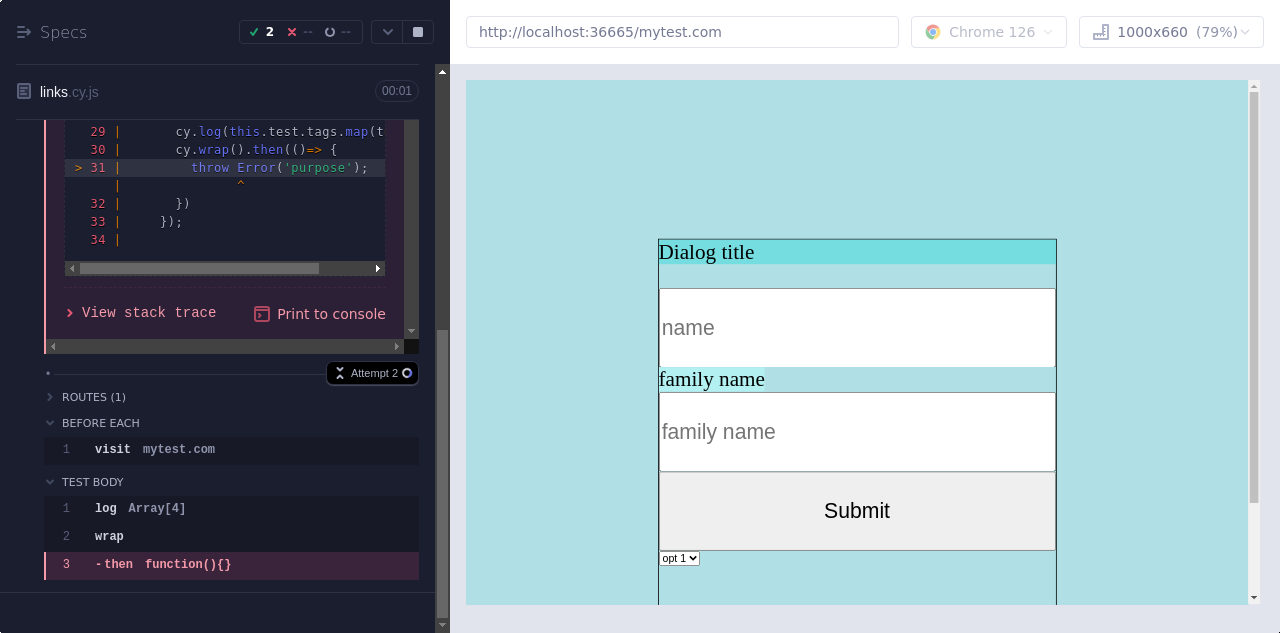 Specs
2 -- --
links.cy.js 00:01
29 | cy.log(this.test.tags.map(t
30 | cy.wrap().then(()=> {
> 31 | throw Error('purpose');
| ^
32 | })
33 | });
34 |
View stack trace
Print to console
Attempt 2
ROUTES (1)
BEFORE EACH
1 visit mytest.com
TEST BODY
1 log Array[4]
2 wrap
3 -then function(){}
http://localhost:36665/mytest.com
Chrome 126
1000x660 (79%)
Dialog title
name
family name
family name
Submit
opt 1